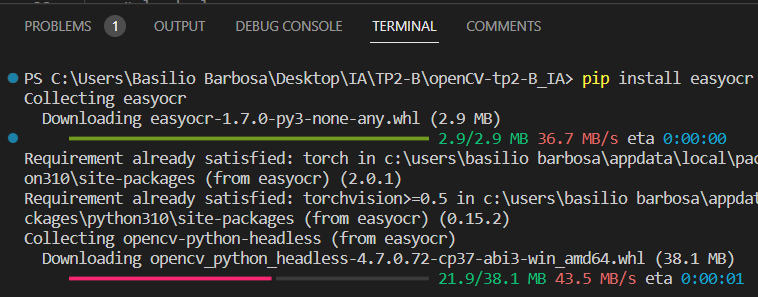 PROBLEMS 1 OUTPUT DEBUG CONSOLE TERMINAL COMMENTS
PS C:\Users\Basilio Barbosa\Desktop\IA\TP2-B\openCV-tp2-B_IA> pip install easyocr
Collecting easyocr
Downloading easyocr-1.7.0-py3-none-any.whl (2.9 MB)
2.9/2.9 MB 36.7 MB/s eta 0:00:00
Requirement already satisfied: torch in c:\users\basilio barbosa\appdata\local\pac
on310\site-packages (from easyocr) (2.0.1)
Requirement already satisfied: torchvision>=0.5 in c:\users\basilio barbosa\appdat
ckages\python310\site-packages (from easyocr) (0.15.2)
Collecting opencv-python-headless (from easyocr)
Downloading opencv_python_headless-4.7.0.72-cp37-abi3-win_amd64.whl (38.1 MB)
21.9/38.1 MB 43.5 MB/s eta 0:00:01